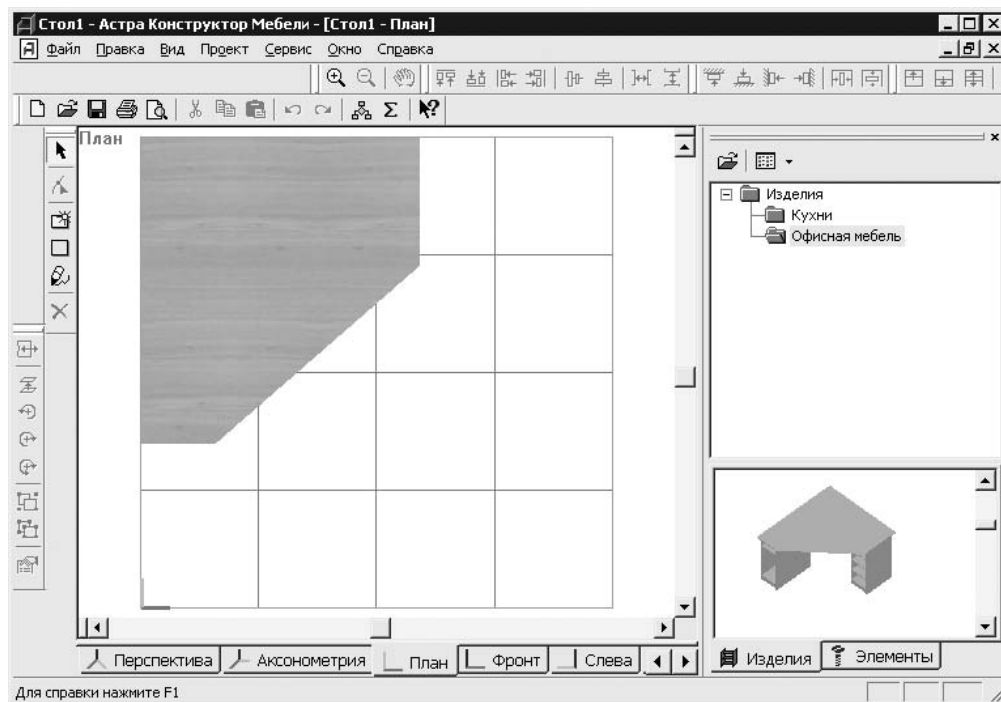 Стол1 - Астра Конструктор Мебели - [Стол1 - План]
Файл Правка Вид Проект Сервис Окно Справка
План
Изделия
Кухни
Офисная мебель
Перспектива Аксонометрия План Фронт Слева
Изделия Элементы
Для справки нажмите F1